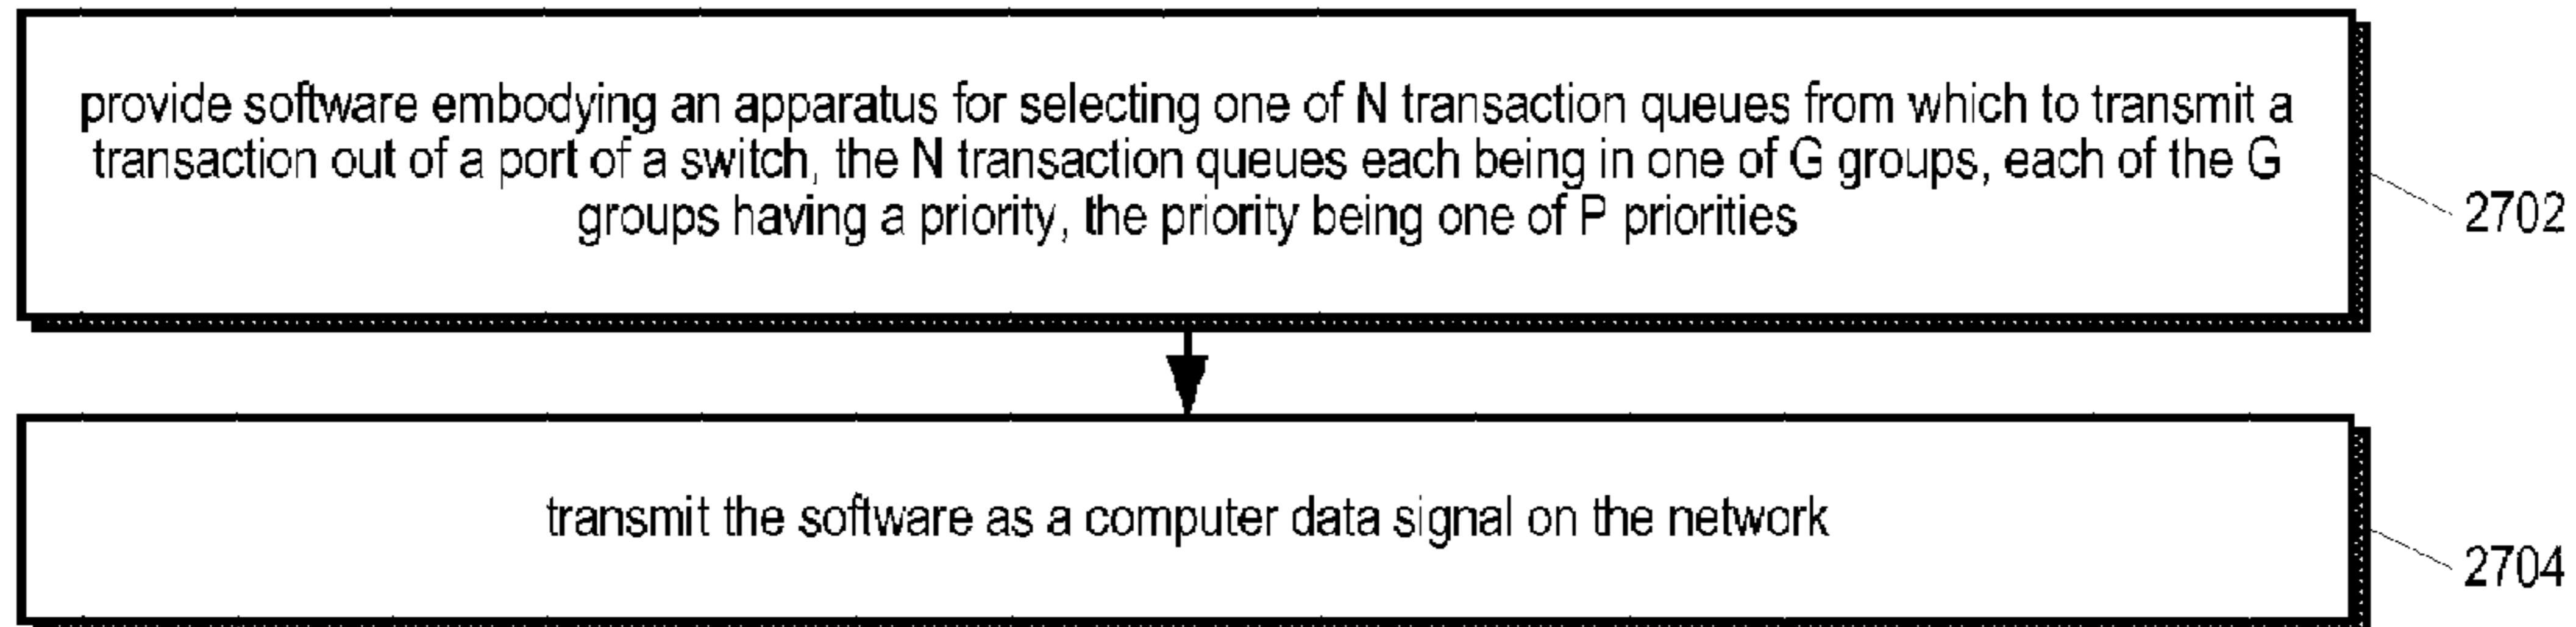 provide software embodying an apparatus for selecting one of N transaction queues from which to transmit a
transaction out of a port of a switch, the N transaction queues each being in one of G groups, each of the G
groups having a priority, the priority being one of P priorities
2702
transmit the software as a computer data signal on the network
2704